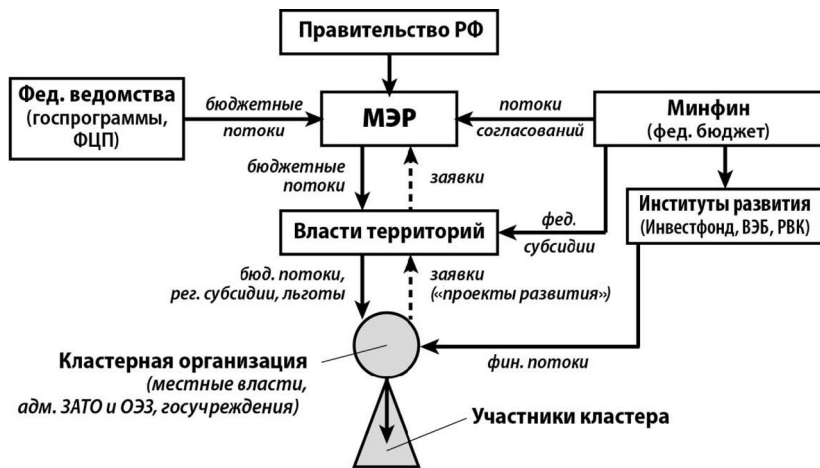 Правительство РФ
Фед. ведомства
(госпрограммы,
ФЦП)
бюджетные
потоки
МЭР
потоки
согласований
Минфин
(фед. бюджет)
бюджетные
потоки
заявки
Институты развития
(Инвестфонд, ВЭБ, РВК)
Власти территорий
фед.
субсидии
бюд. потоки,
рег. субсидии, льготы
заявки
(«проекты развития»)
Кластерная организация
(местные власти,
адм. ЗАТО и ОЭЗ, госучреждения)
фин. потоки
Участники кластера